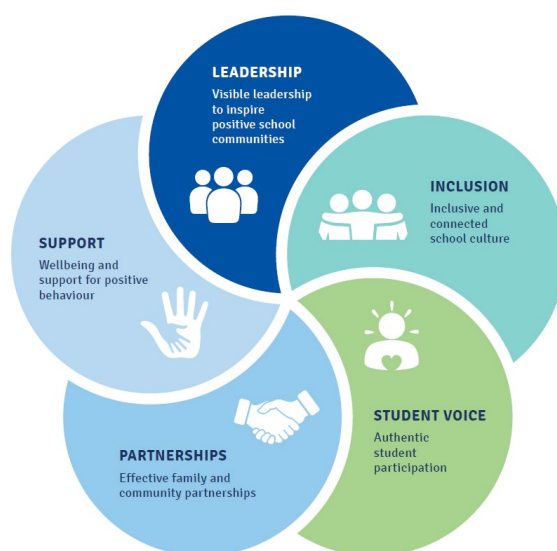 LEADERSHIP
Visible leadership
to inspire
positive school
communities
INCLUSION
Inclusive and
connected
school culture
STUDENT VOICE
Authentic
student
participation
PARTNERSHIPS
Effective family and
community partnerships
SUPPORT
Wellbeing and
support for positive
behaviour